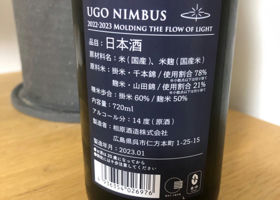 UGO NIMBUS
2022-2023 MOLDING THE FLOW OF LIGHT
品目：日本酒
原材料名：米（国産）、米麹（国産米）
原料米：掛米・千本錦／使用割合 78%
麹米・山田錦／使用割合 21%
精米歩合：掛米 60%／麹米 50%
内容量：720ml
アルコール分：14度（原酒）
製造者：相原酒造株式会社
広島県呉市仁方本町 1-25-15
製造年月：2023.01